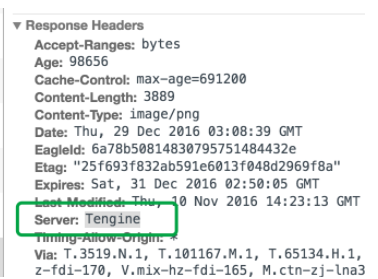 ▼ Response Headers
Accept-Ranges: bytes
Age: 98656
Cache-Control: max-age=691200
Content-Length: 3889
Content-Type: image/png
Date: Thu, 29 Dec 2016 03:08:39 GMT
EagleId: 6a78b50814830795751484432e
Etag: "25f693f832ab591e6013f048d2969f8a"
Expires: Sat, 31 Dec 2016 02:50:05 GMT
Last-Modified: Thu, 10 Nov 2016 14:23:13 GMT
Server: Tengine
Timing-Allow-Origin: *
Via: T.3519.N.1, T.101167.M.1, T.65134.H.1,
z-fdi-170, V.mix-hz-fdi-165, M.ctn-zj-lna3